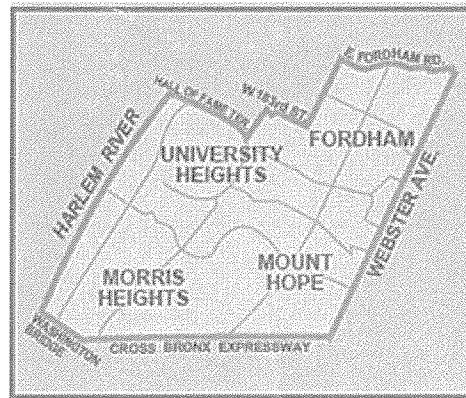 E FORDHAM RD.
HALL OF FAME TER
W 183rd ST.
FORDHAM
UNIVERSITY
HEIGHTS
HARLEM RIVER
WEBSTER AVE.
MORRIS
HEIGHTS
MOUNT
HOPE
WASHINGTON
BRIDGE
CROSS BRONX EXPRESSWAY